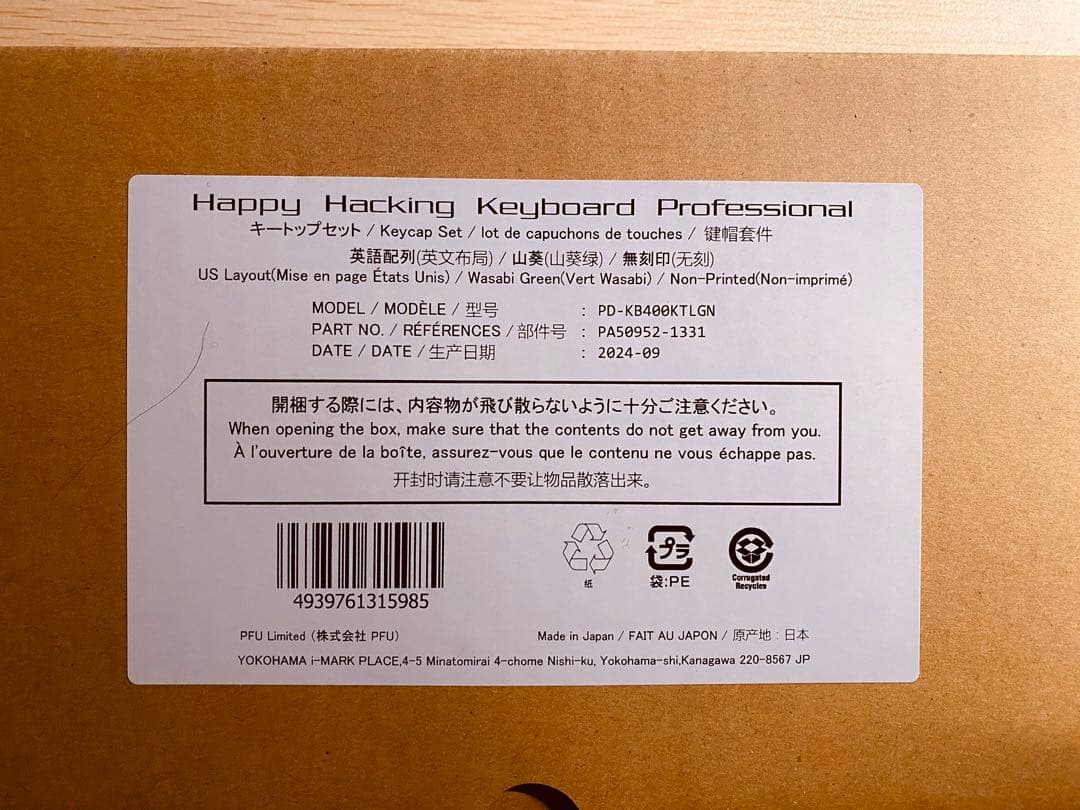 Happy Hacking Keyboard Professional
キートップセット / Keycap Set / lot de capuchons de touches / 键帽套件
英語配列(英文布局) / 山葵(山葵绿) / 無刻印(无刻)
US Layout(Mise en page États Unis) / Wasabi Green(Vert Wasabi) / Non-Printed(Non-imprimé)
MODEL / MODÈLE / 型号 : PD-KB400KTLGN
PART NO. / RÉFÉRENCES / 部件号 : PA50952-1331
DATE / DATE / 生产日期 : 2024-09
開梱する際には、内容物が飛び散らないように十分ご注意ください。
When opening the box, make sure that the contents do not get away from you.
À l'ouverture de la boîte, assurez-vous que le contenu ne vous échappe pas.
开封时请注意不要让物品散落出来。
4939761315985
纸
プラ
袋:PE
Corrugated
Recycles
PFU Limited (株式会社 PFU)
Made in Japan / FAIT AU JAPON / 原产地 : 日本
YOKOHAMA i-MARK PLACE,4-5 Minatomirai 4-chome Nishi-ku, Yokohama-shi,Kanagawa 220-8567 JP